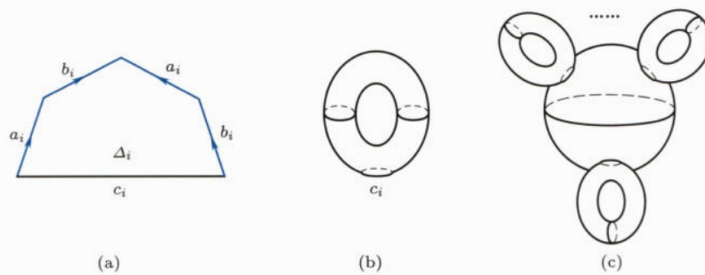 ......
b_i a_i
a_i b_i
Δ_i
c_i c_i
(a) (b) (c)